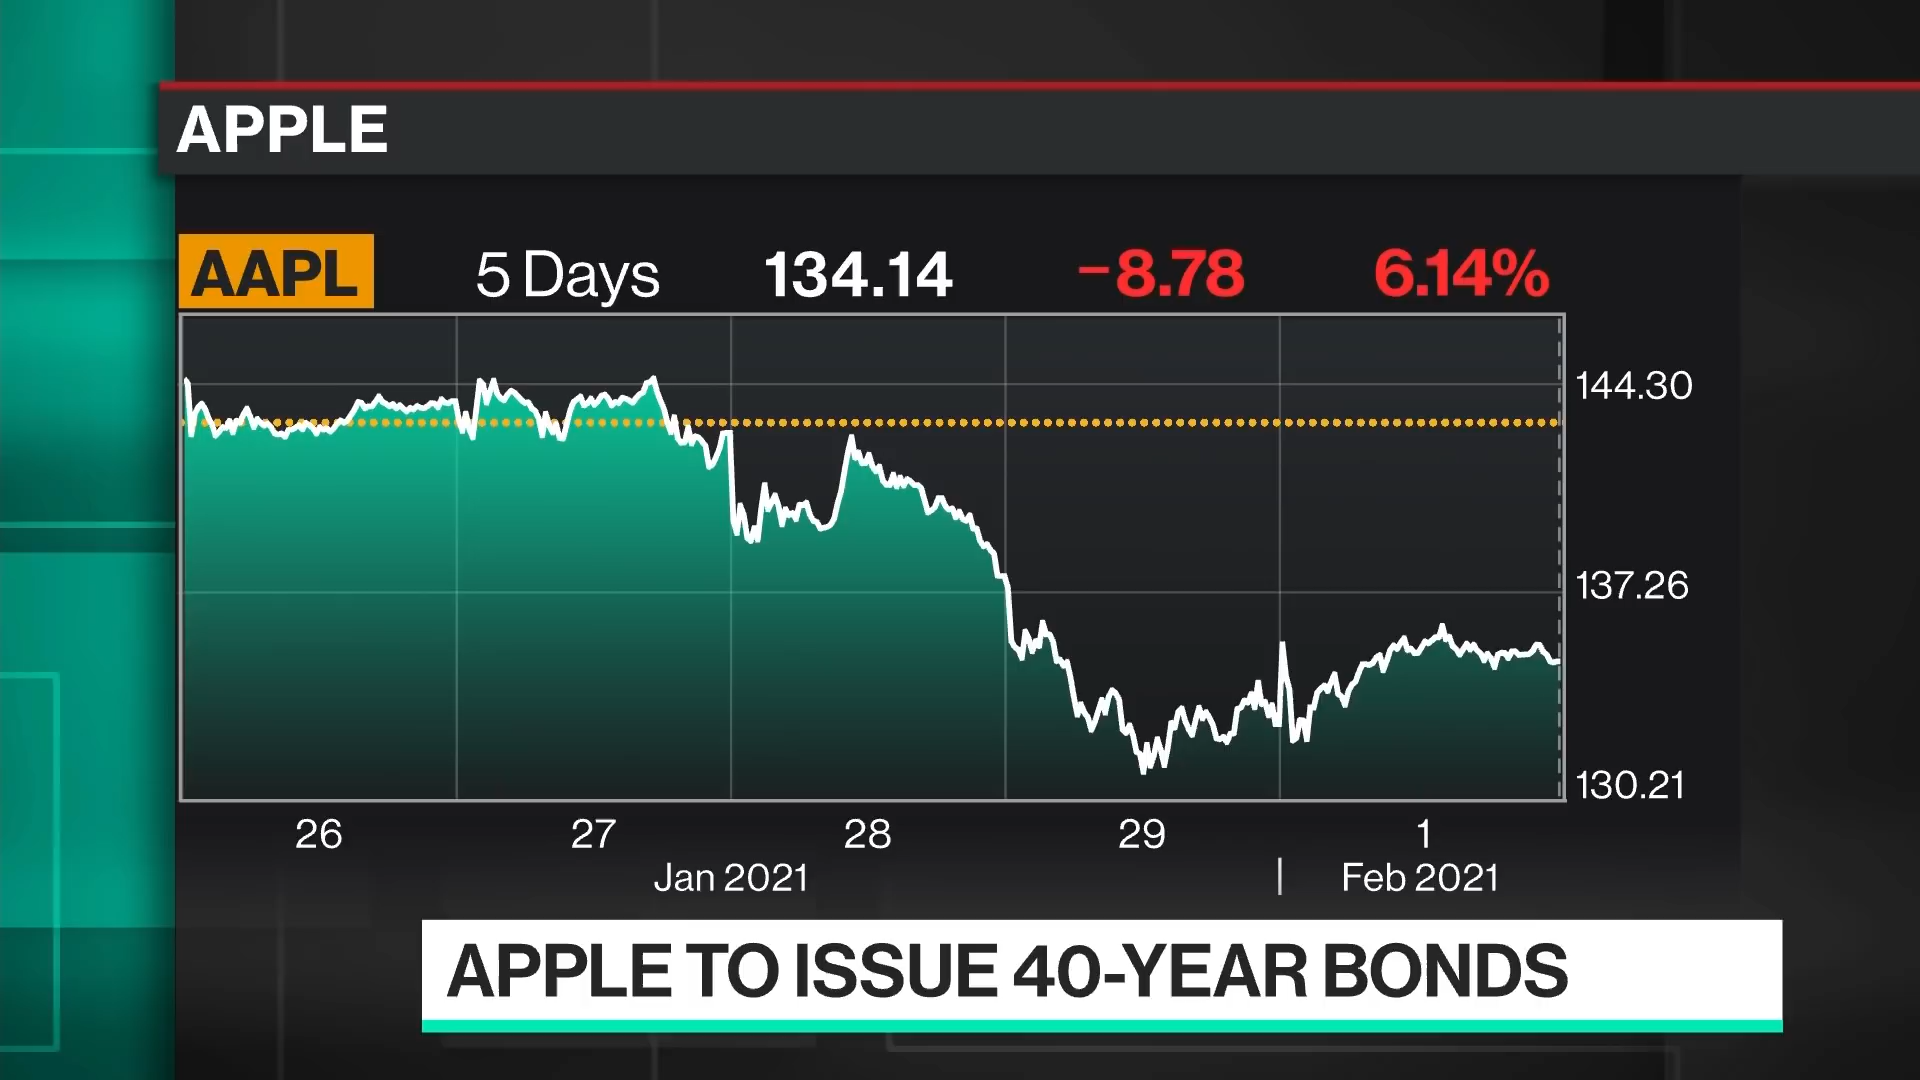 APPLE
AAPL 5 Days 134.14 −8.78 6.14%
144.30
137.26
130.21
26 27 28 29 1
Jan 2021 | Feb 2021
APPLE TO ISSUE 40-YEAR BONDS